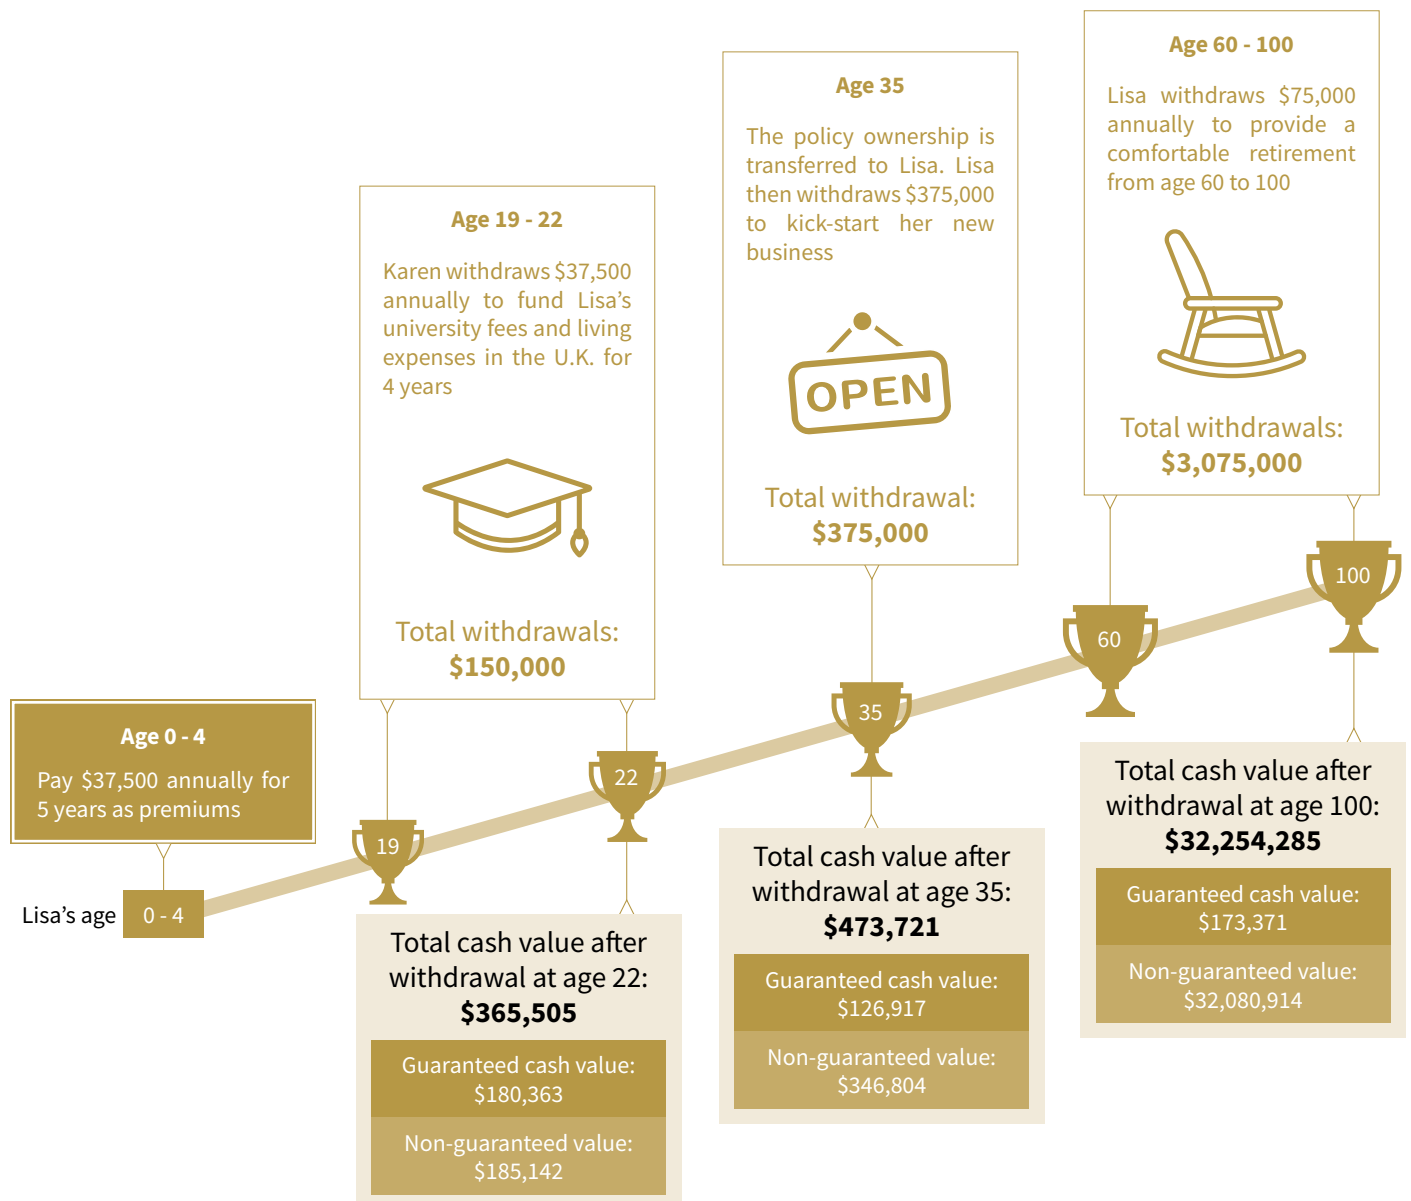 Age 0 - 4
Pay $37,500 annually for
5 years as premiums
Lisa’s age
0 - 4
Age 19 - 22
Karen withdraws $37,500
annually to fund Lisa’s
university fees and living
expenses in the U.K. for
4 years
Total withdrawals:
$150,000
19
22
Total cash value after
withdrawal at age 22:
$365,505
Guaranteed cash value:
$180,363
Non-guaranteed value:
$185,142
Age 35
The policy ownership is
transferred to Lisa. Lisa
then withdraws $375,000
to kick-start her new
business
OPEN
Total withdrawal:
$375,000
35
Total cash value after
withdrawal at age 35:
$473,721
Guaranteed cash value:
$126,917
Non-guaranteed value:
$346,804
Age 60 - 100
Lisa withdraws $75,000
annually to provide a
comfortable retirement
from age 60 to 100
Total withdrawals:
$3,075,000
60
100
Total cash value after
withdrawal at age 100:
$32,254,285
Guaranteed cash value:
$173,371
Non-guaranteed value:
$32,080,914